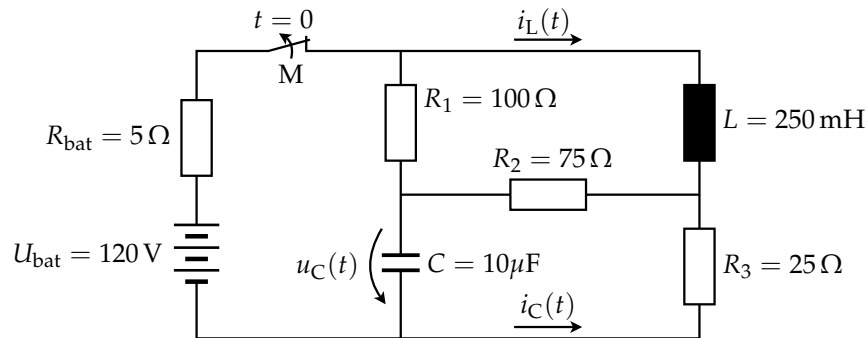 t = 0
i_L(t)
M
R_1 = 100 Ω
R_bat = 5 Ω
L = 250 mH
R_2 = 75 Ω
U_bat = 120 V
u_C(t)
C = 10μF
R_3 = 25 Ω
i_C(t)